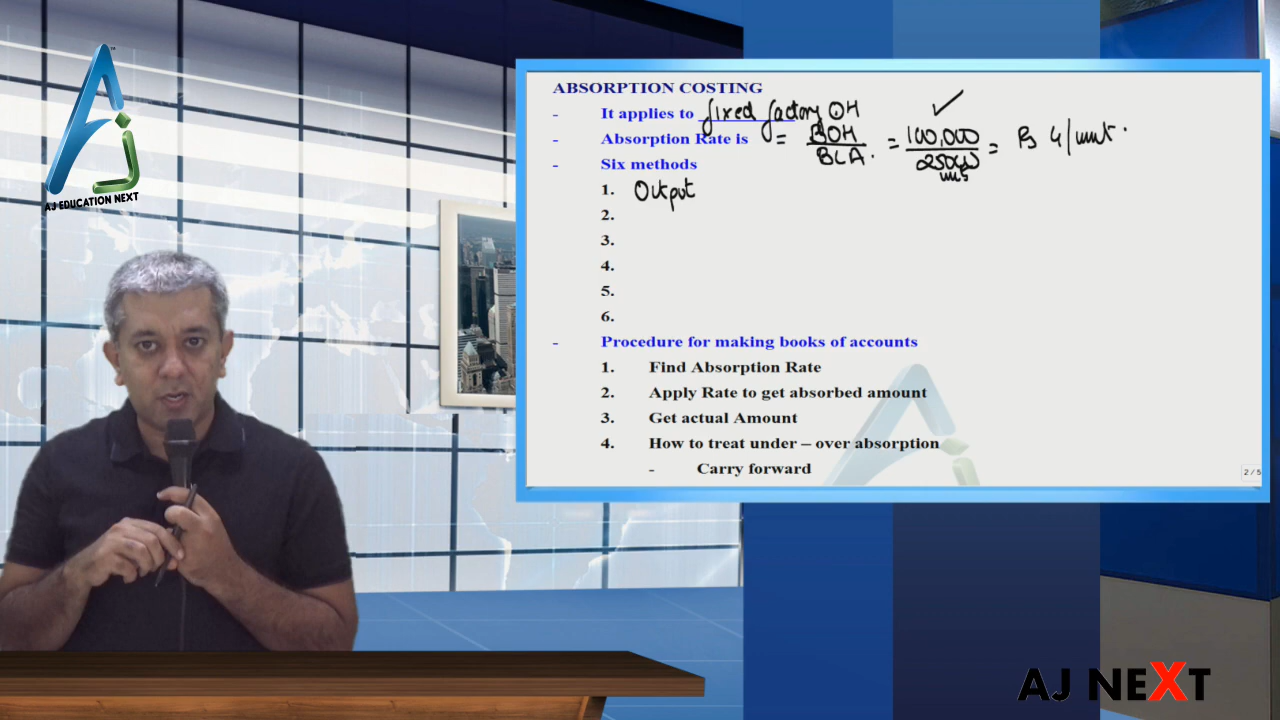 AJ EDUCATION NEXT
ABSORPTION COSTING
- It applies to fixed factory OH
- Absorption Rate is = BOH / BLA. = 100,000 / 25000 units = Rs 4/unit.
- Six methods
1. Output
2.
3.
4.
5.
6.
- Procedure for making books of accounts
1. Find Absorption Rate
2. Apply Rate to get absorbed amount
3. Get actual Amount
4. How to treat under – over absorption
- Carry forward
2 / 5
AJ NEXT